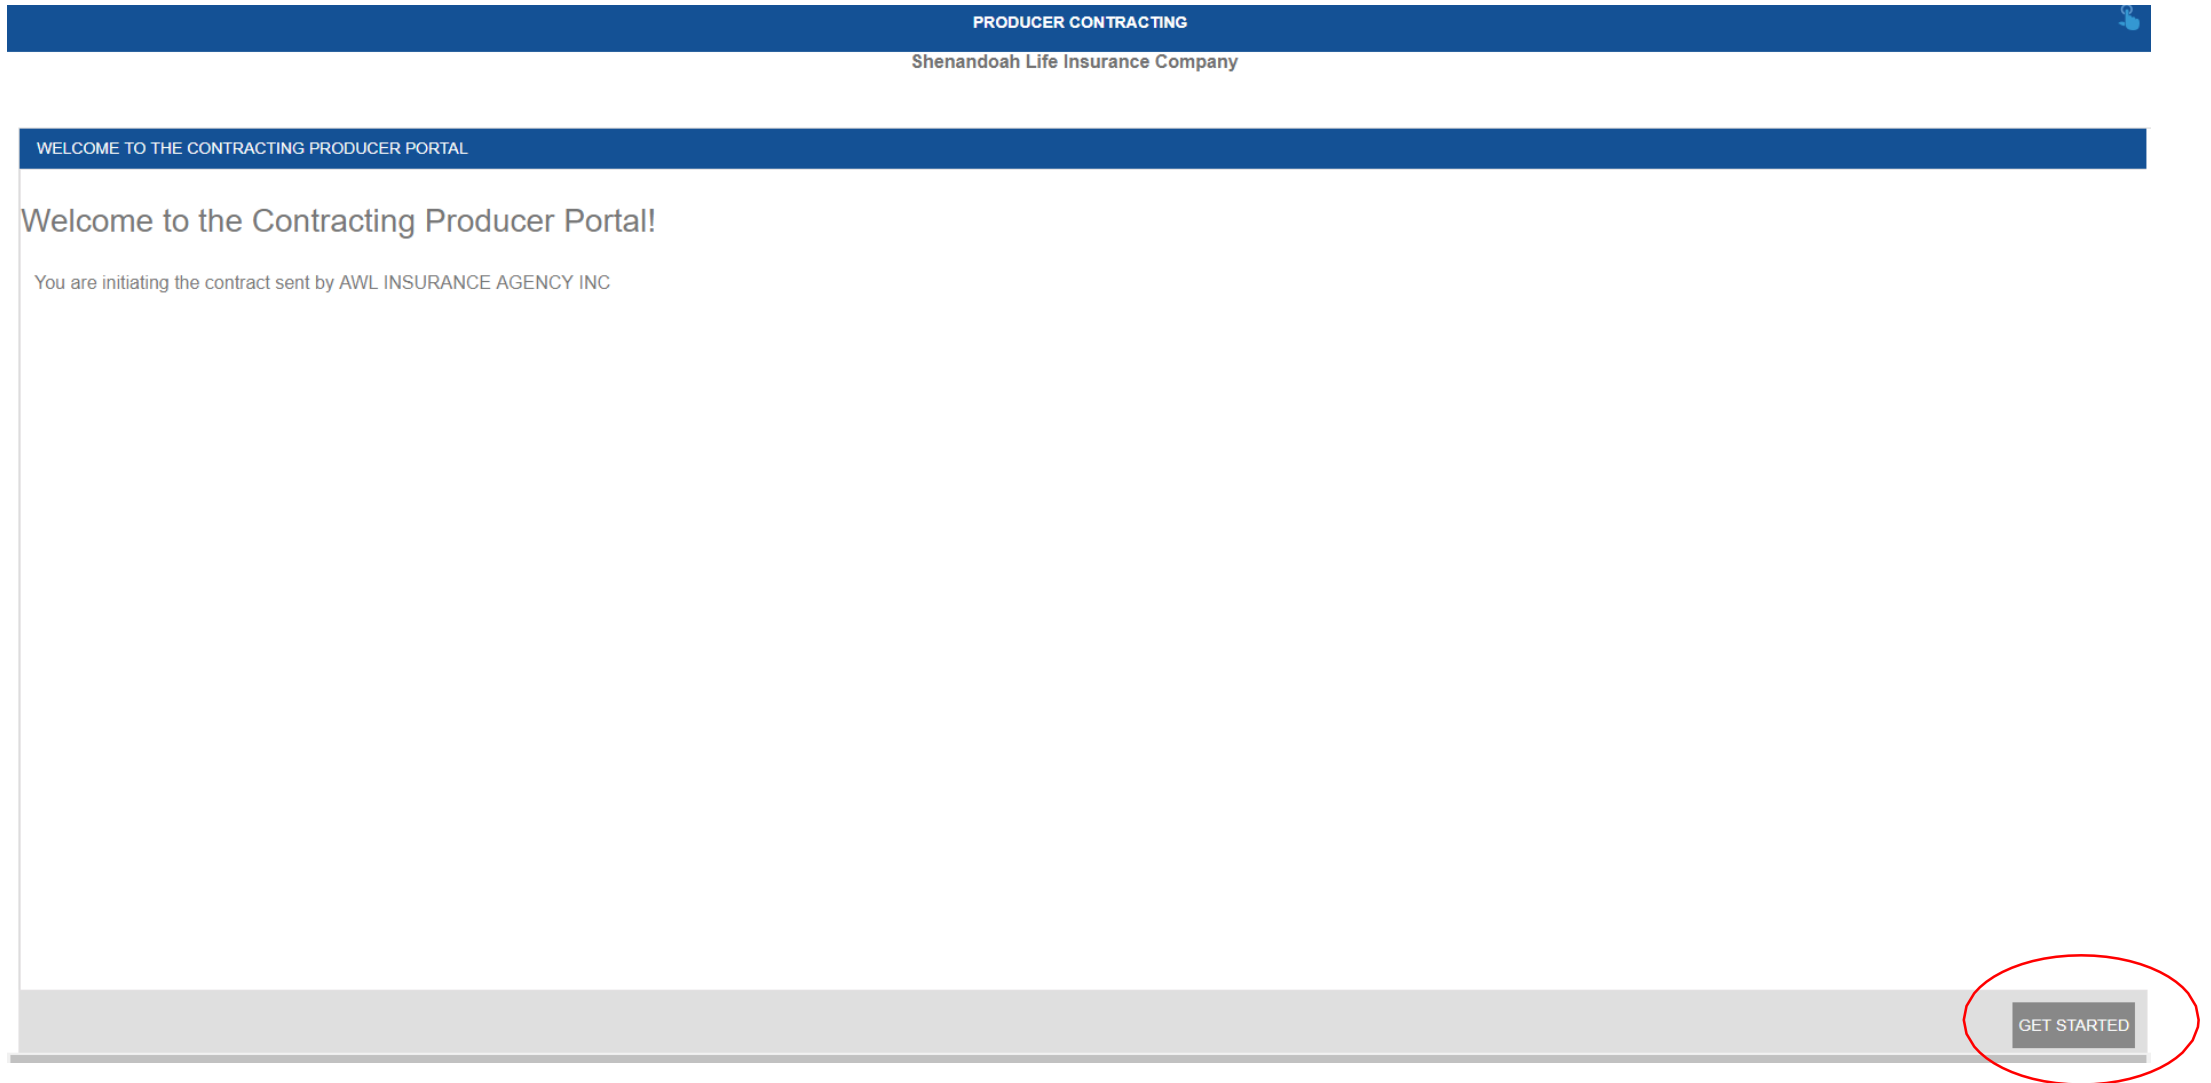 PRODUCER CONTRACTING
Shenandoah Life Insurance Company
WELCOME TO THE CONTRACTING PRODUCER PORTAL
Welcome to the Contracting Producer Portal!
You are initiating the contract sent by AWL INSURANCE AGENCY INC
GET STARTED